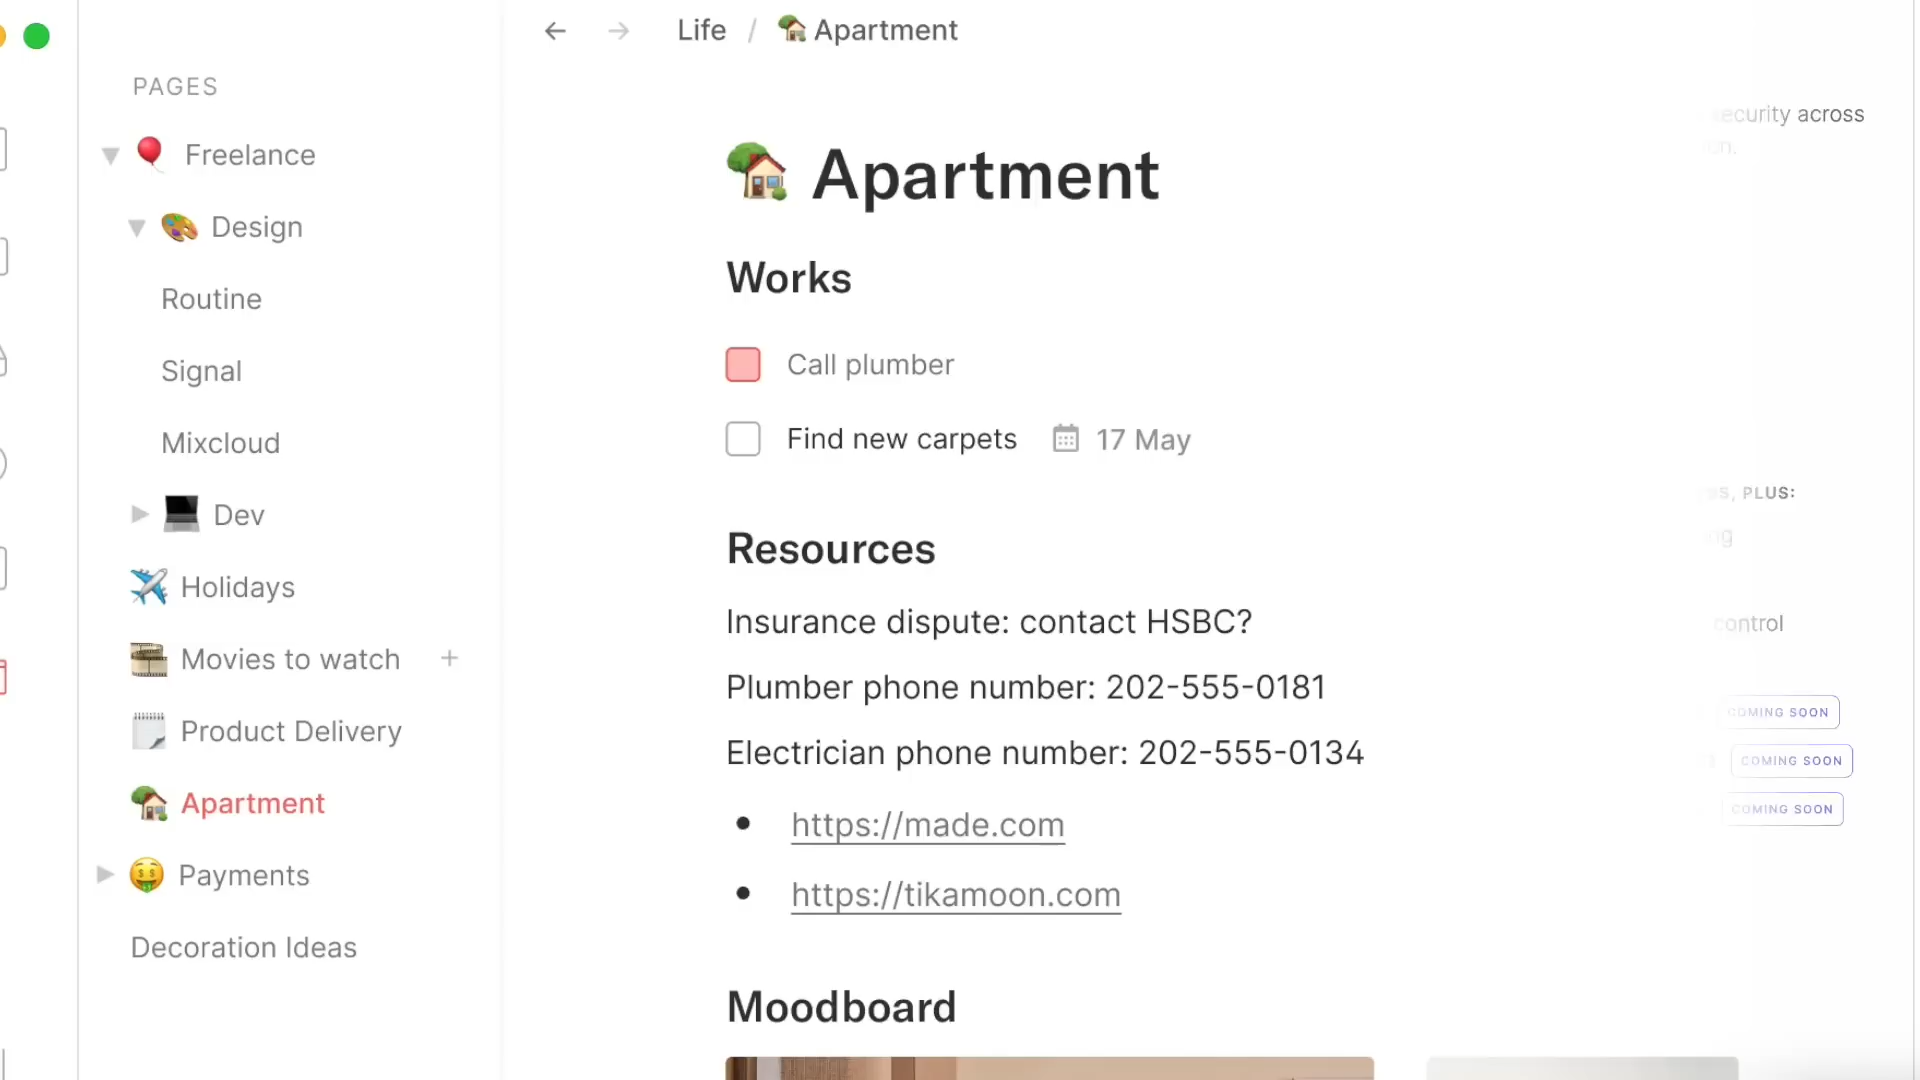 Life / Apartment
PAGES
Freelance
Design
Routine
Signal
Mixcloud
Dev
Holidays
Movies to watch +
Product Delivery
Apartment
Payments
Decoration Ideas
Apartment
Works
Call plumber
Find new carpets 17 May
Resources
Insurance dispute: contact HSBC?
Plumber phone number: 202-555-0181
Electrician phone number: 202-555-0134
https://made.com
https://tikamoon.com
Moodboard
across
PLUS:
control
COMING SOON
COMING SOON
COMING SOON